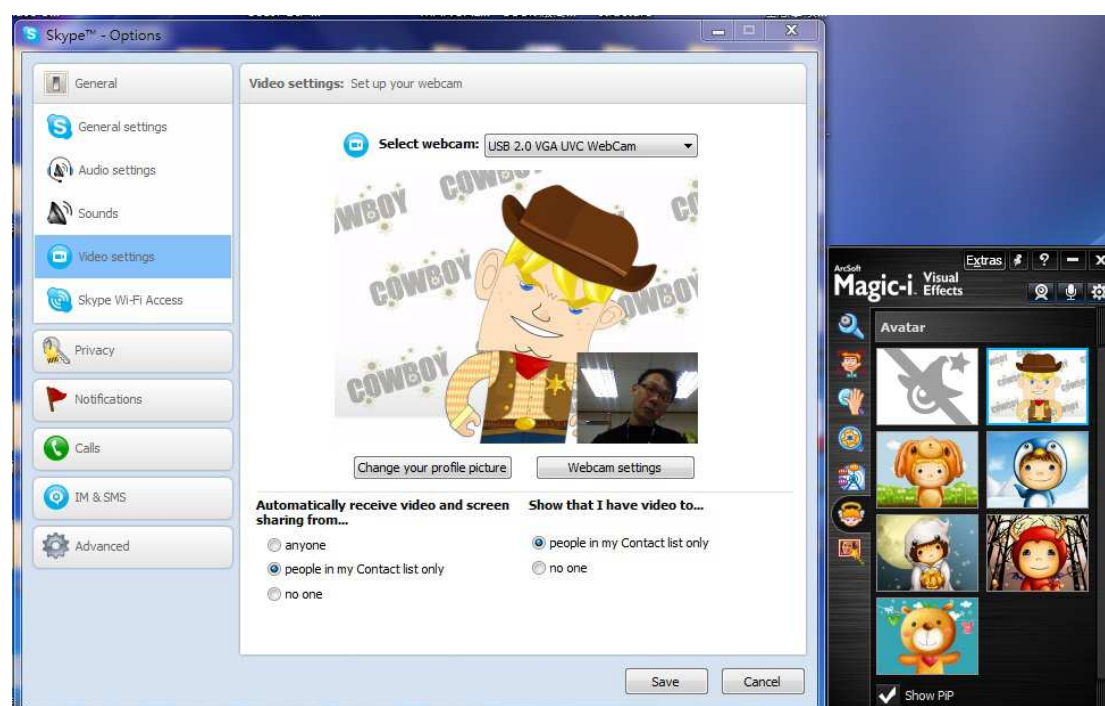 Skype™ - Options
General
General settings
Audio settings
Sounds
Video settings
Skype Wi-Fi Access
Privacy
Notifications
Calls
IM & SMS
Advanced
Video settings: Set up your webcam
Select webcam: USB 2.0 VGA UVC WebCam
COWBOY
COWBOY
COWBOY
COWBOY
Change your profile picture
Webcam settings
Automatically receive video and screen
sharing from...
anyone
people in my Contact list only
no one
Show that I have video to...
people in my Contact list only
no one
Save
Cancel
Extras
ArcSoft
Magic-i Visual
Effects
Avatar
Show PiP